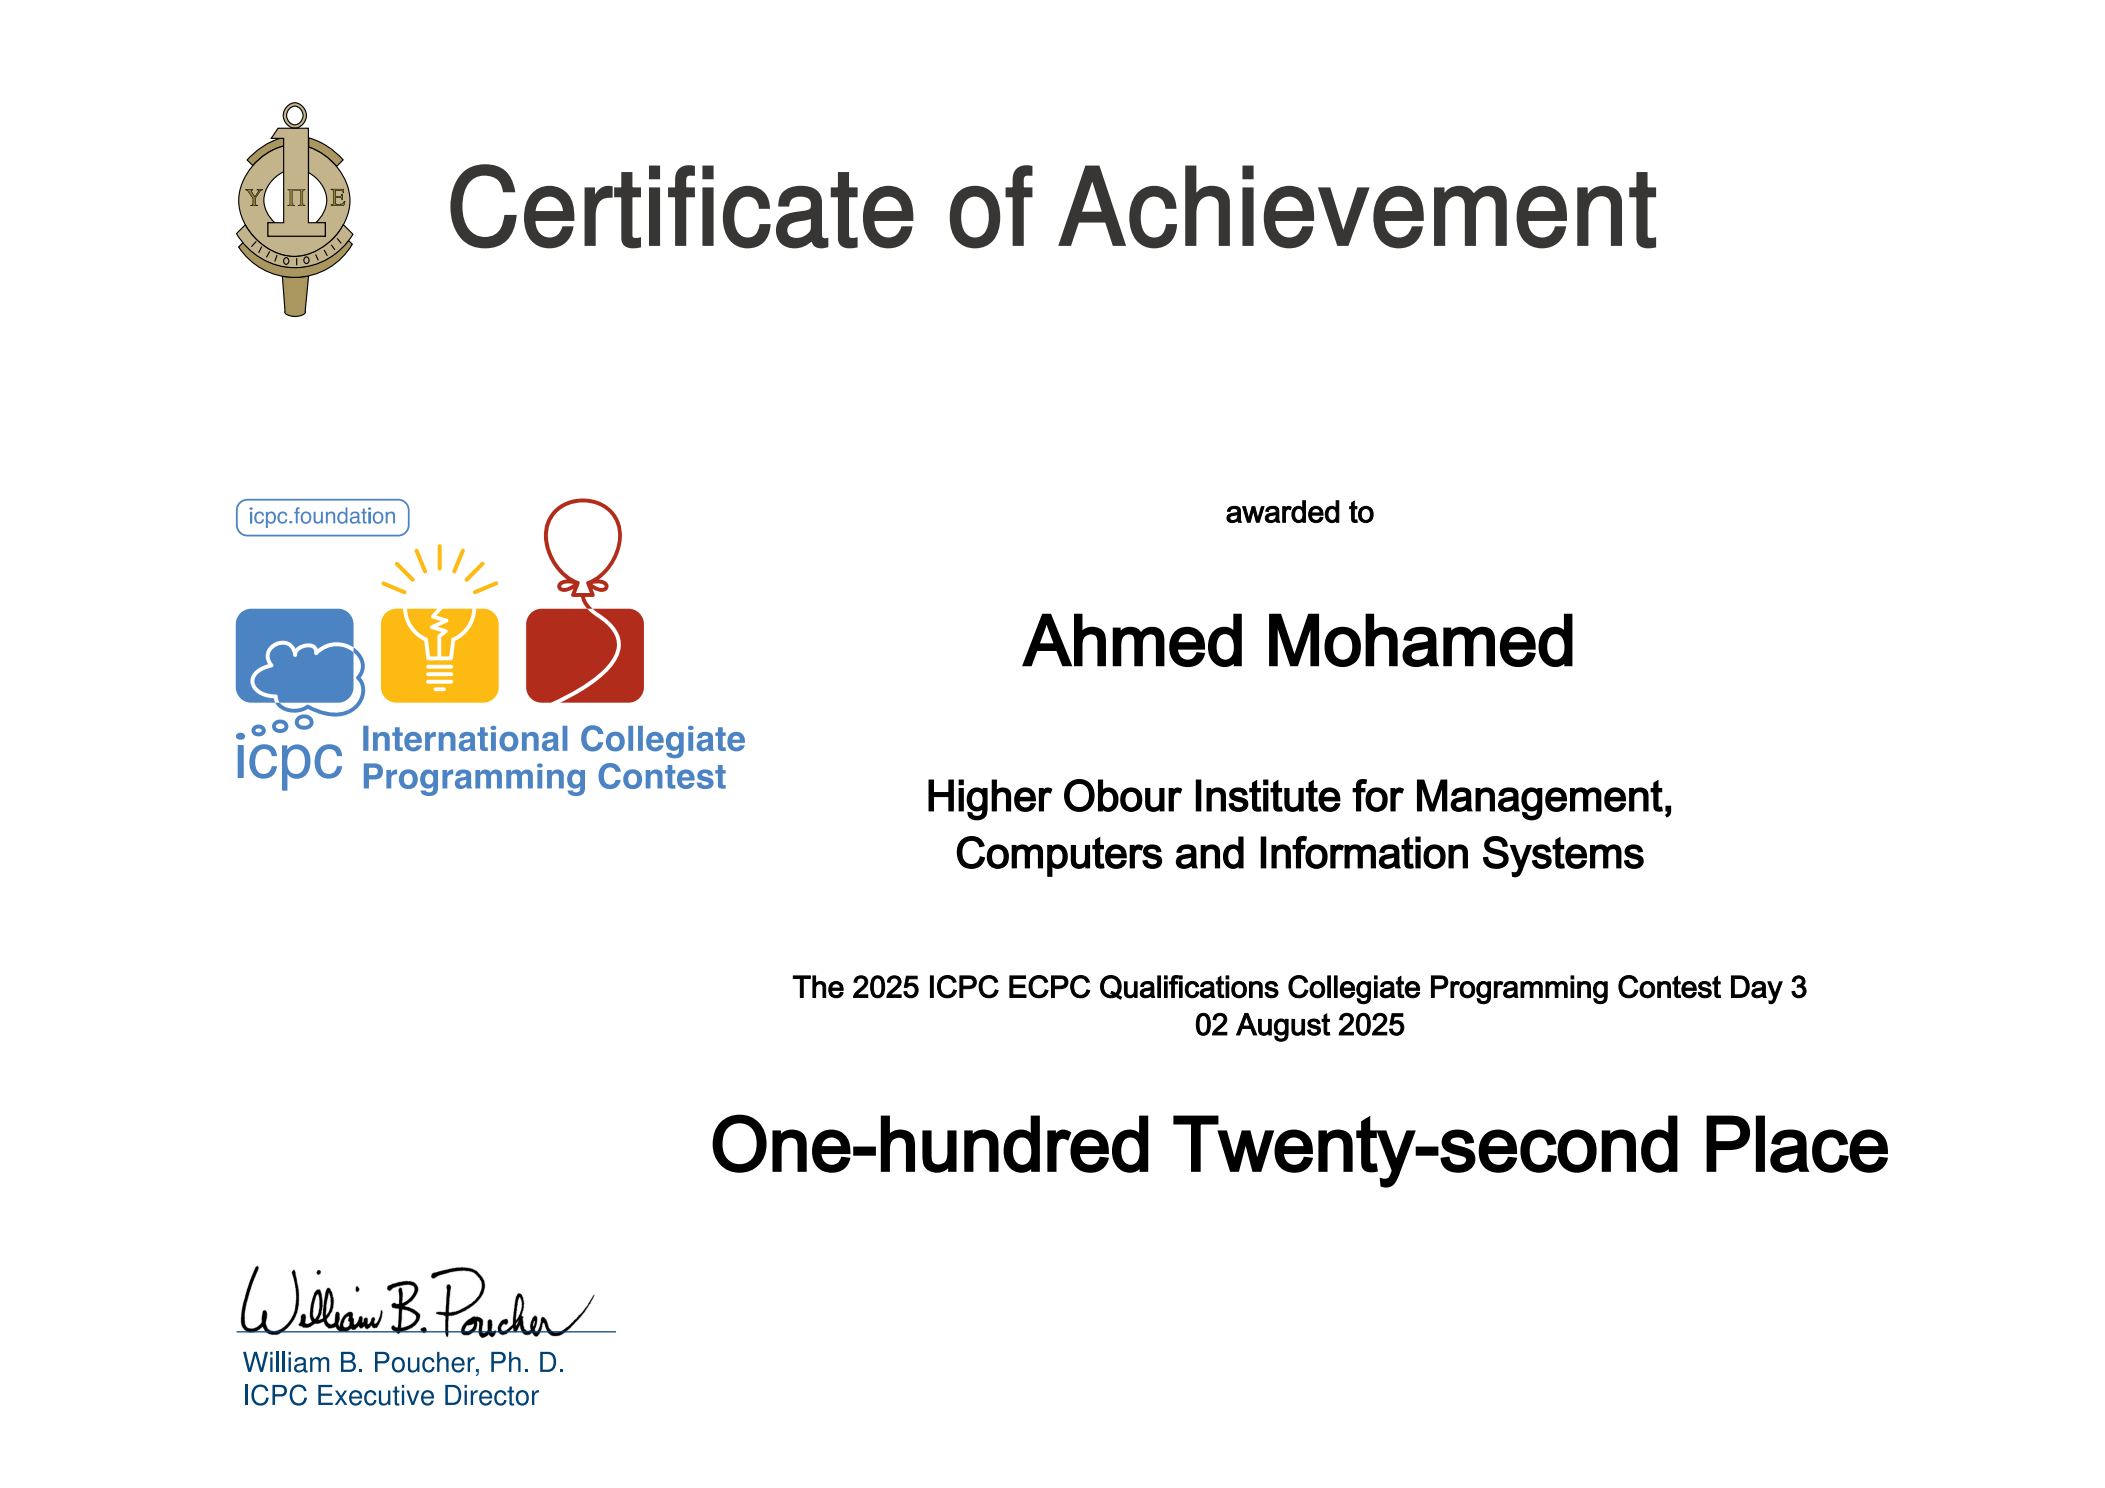 Υ Π Ε
Certificate of Achievement
icpc.foundation
icpc International Collegiate
Programming Contest
awarded to
Ahmed Mohamed
Higher Obour Institute for Management,
Computers and Information Systems
The 2025 ICPC ECPC Qualifications Collegiate Programming Contest Day 3
02 August 2025
One-hundred Twenty-second Place
William B. Poucher
William B. Poucher, Ph. D.
ICPC Executive Director